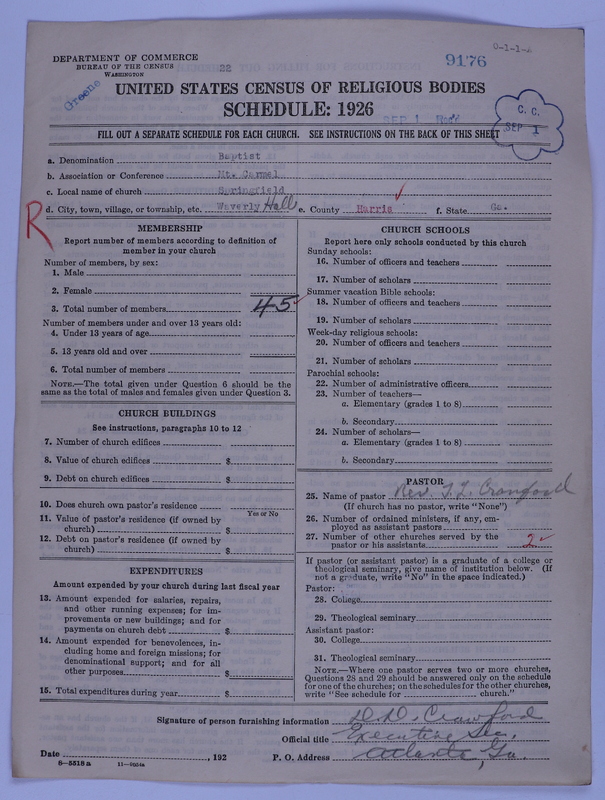 DEPARTMENT OF COMMERCE
BUREAU OF THE CENSUS
WASHINGTON
22
9176
Greene
UNITED STATES CENSUS OF RELIGIOUS BODIES
SCHEDULE: 1926
SEP 1 Rec'd
C. C.
SEP 1
FILL OUT A SEPARATE SCHEDULE FOR EACH CHURCH. SEE INSTRUCTIONS ON THE BACK OF THIS SHEET
a. Denomination Baptist
b. Association or Conference Mt. Carmel
c. Local name of church Springfield
d. City, town, village, or township, etc. Waverly Hall e. County Harris f. State Ga.
R
MEMBERSHIP
Report number of members according to definition of
member in your church
Number of members, by sex:
1. Male
2. Female
3. Total number of members 45
Number of members under and over 13 years old:
4. Under 13 years of age
5. 13 years old and over
6. Total number of members
NOTE.—The total given under Question 6 should be the
same as the total of males and females given under Question 3.
CHURCH BUILDINGS
See instructions, paragraphs 10 to 12
7. Number of church edifices
8. Value of church edifices $
9. Debt on church edifices $
10. Does church own pastor's residence
Yes or No
11. Value of pastor's residence (if owned by
church) $
12. Debt on pastor's residence (if owned by
church) $
EXPENDITURES
Amount expended by your church during last fiscal year
13. Amount expended for salaries, repairs,
and other running expenses; for im-
provements or new buildings; and for
payments on church debt $
14. Amount expended for benevolences, in-
cluding home and foreign missions; for
denominational support; and for all
other purposes $
15. Total expenditures during year $
CHURCH SCHOOLS
Report here only schools conducted by this church
Sunday schools:
16. Number of officers and teachers
17. Number of scholars
Summer vacation Bible schools:
18. Number of officers and teachers
19. Number of scholars
Week-day religious schools:
20. Number of officers and teachers
21. Number of scholars
Parochial schools:
22. Number of administrative officers
23. Number of teachers—
a. Elementary (grades 1 to 8)
b. Secondary
24. Number of scholars—
a. Elementary (grades 1 to 8)
b. Secondary
PASTOR
25. Name of pastor Rev. T. L. Crawford
(If church has no pastor, write "None")
26. Number of ordained ministers, if any, em-
ployed as assistant pastors
27. Number of other churches served by the
pastor or his assistants 2
If pastor (or assistant pastor) is a graduate of a college or
theological seminary, give name of institution below. (If
not a graduate, write "No" in the space indicated.)
Pastor:
28. College
29. Theological seminary
Assistant pastor:
30. College
31. Theological seminary
NOTE.—Where one pastor serves two or more churches,
Questions 28 and 29 should be answered only on the schedule
for one of the churches; on the schedules for the other churches,
write "See schedule for church."
Signature of person furnishing information D. D. Crawford
Official title Executive Sec.
Date , 192 P. O. Address Atlanta, Ga.
8—5518 a